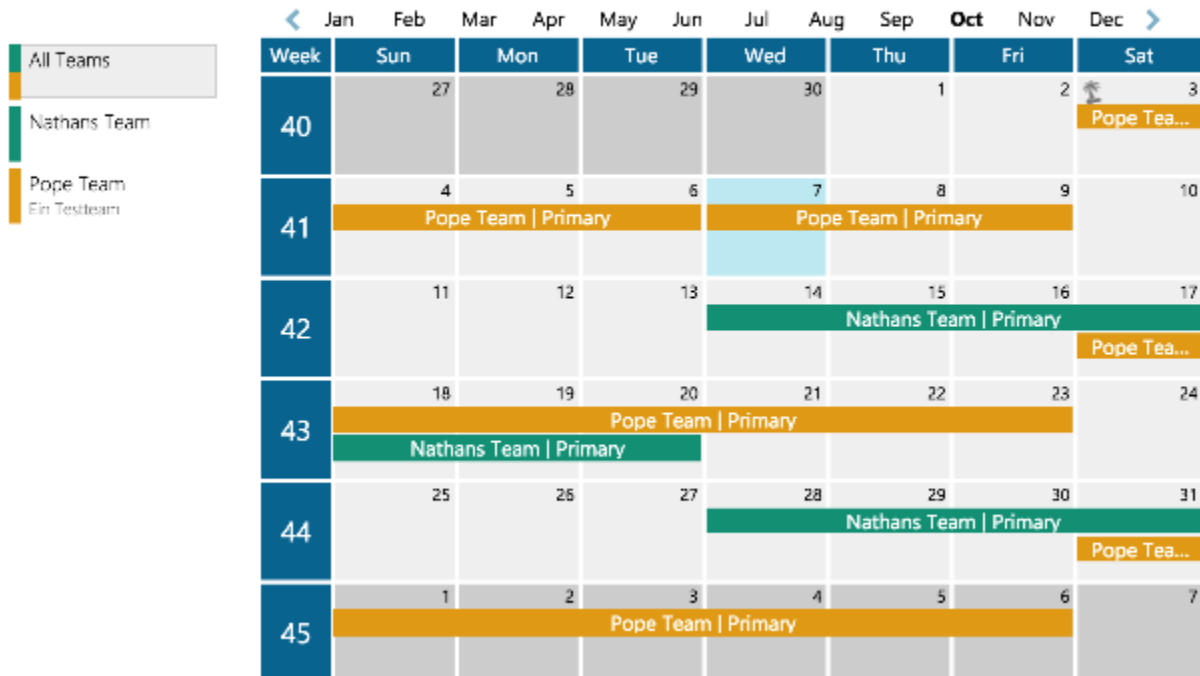 Jan Feb Mar Apr May Jun Jul Aug Sep Oct Nov Dec
All Teams
Nathans Team
Pope Team
Ein Testteam
Week Sun Mon Tue Wed Thu Fri Sat
40 27 28 29 30 1 2 3
Pope Tea...
41 4 5 6 7 8 9 10
Pope Team | Primary Pope Team | Primary
42 11 12 13 14 15 16 17
Nathans Team | Primary
Pope Tea...
43 18 19 20 21 22 23 24
Pope Team | Primary
Nathans Team | Primary
44 25 26 27 28 29 30 31
Nathans Team | Primary
Pope Tea...
45 1 2 3 4 5 6 7
Pope Team | Primary